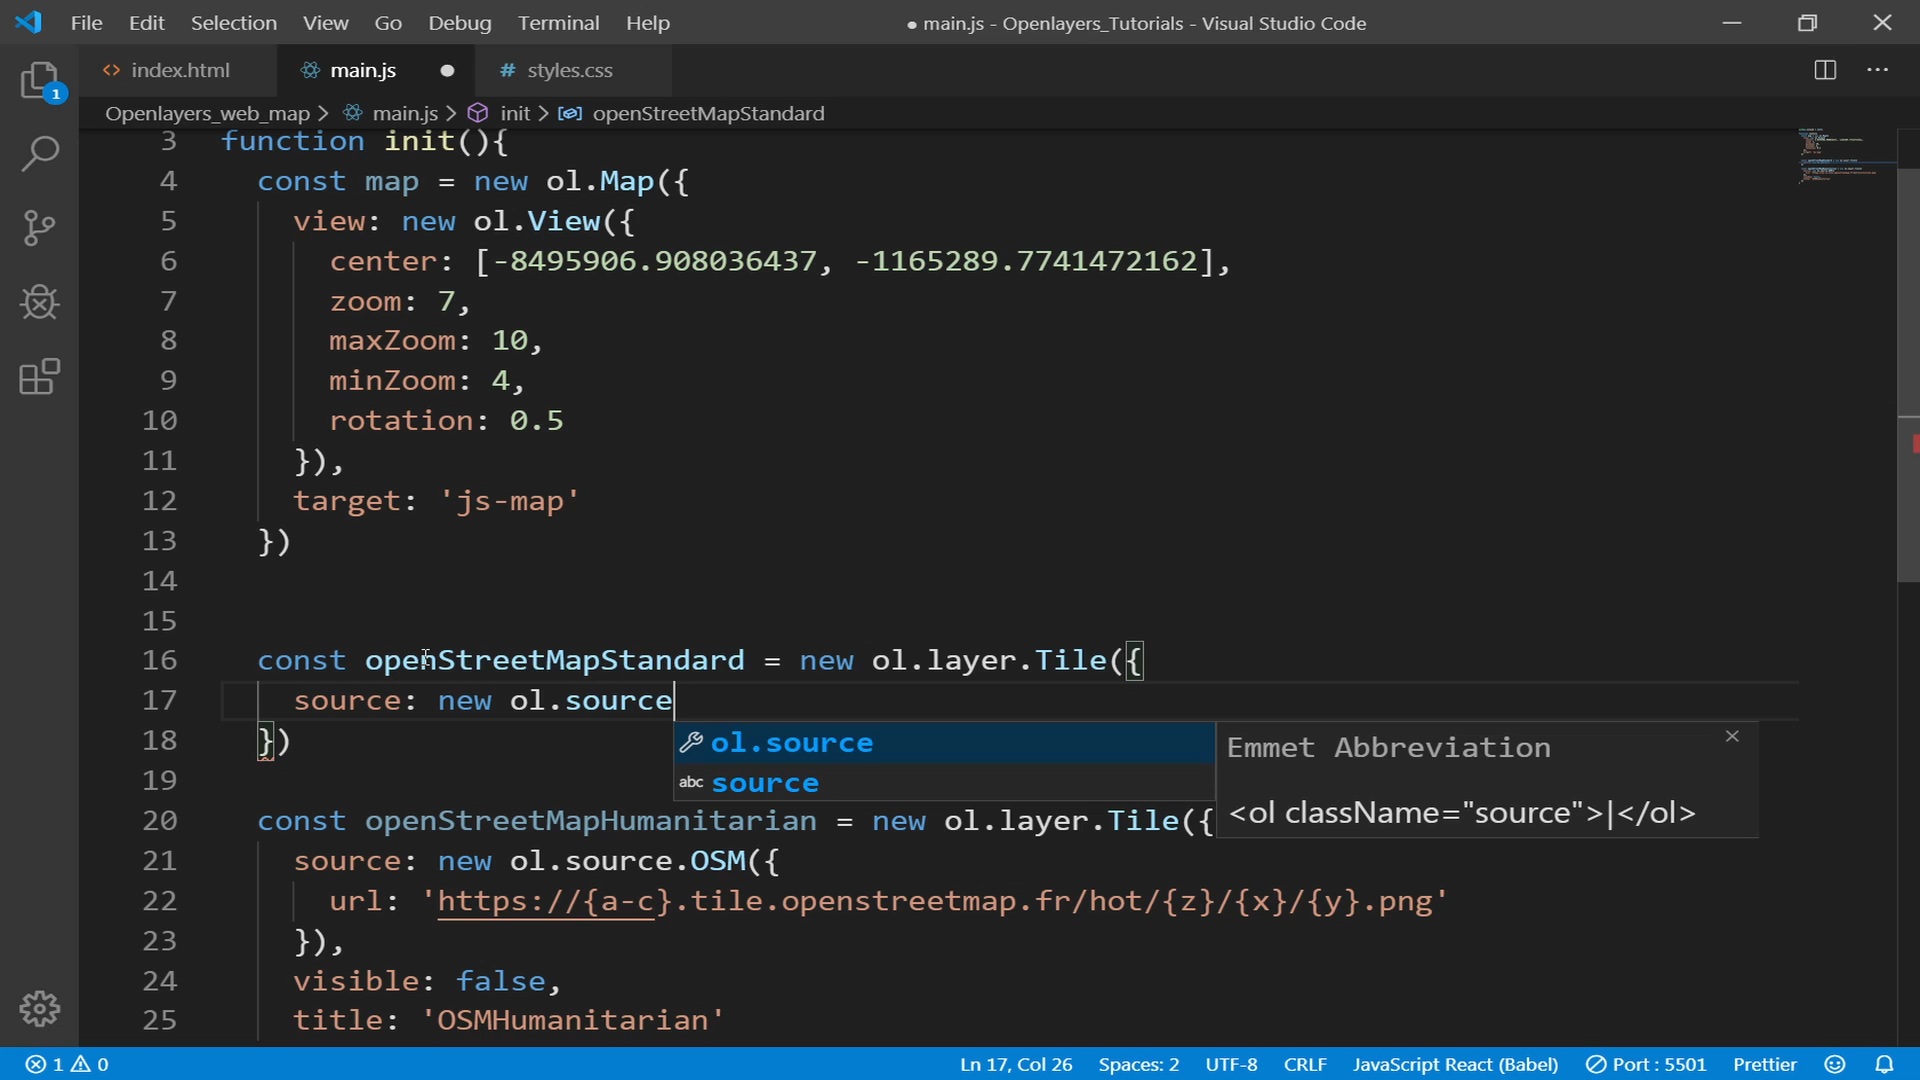 File Edit Selection View Go Debug Terminal Help
● main.js - Openlayers_Tutorials - Visual Studio Code
1
<> index.html
main.js ●
# styles.css
Openlayers_web_map > main.js > init > openStreetMapStandard
3 function init(){
4 const map = new ol.Map({
5 view: new ol.View({
6 center: [-8495906.908036437, -1165289.7741472162],
7 zoom: 7,
8 maxZoom: 10,
9 minZoom: 4,
10 rotation: 0.5
11 }),
12 target: 'js-map'
13 })
14
15
16 const openStreetMapStandard = new ol.layer.Tile({
17 source: new ol.source
18 })
ol.source
abc source
Emmet Abbreviation
<ol className="source">|</ol>
19
20 const openStreetMapHumanitarian = new ol.layer.Tile({
21 source: new ol.source.OSM({
22 url: 'https://{a-c}.tile.openstreetmap.fr/hot/{z}/{x}/{y}.png'
23 }),
24 visible: false,
25 title: 'OSMHumanitarian'
1 0
Ln 17, Col 26 Spaces: 2 UTF-8 CRLF JavaScript React (Babel) Port : 5501 Prettier